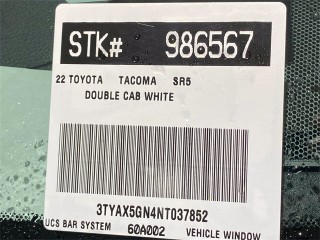 STK# 986567
22 TOYOTA TACOMA SR5
DOUBLE CAB WHITE
3TYAX5GN4NT037852
UCS BAR SYSTEM 60A002 VEHICLE WINDOW